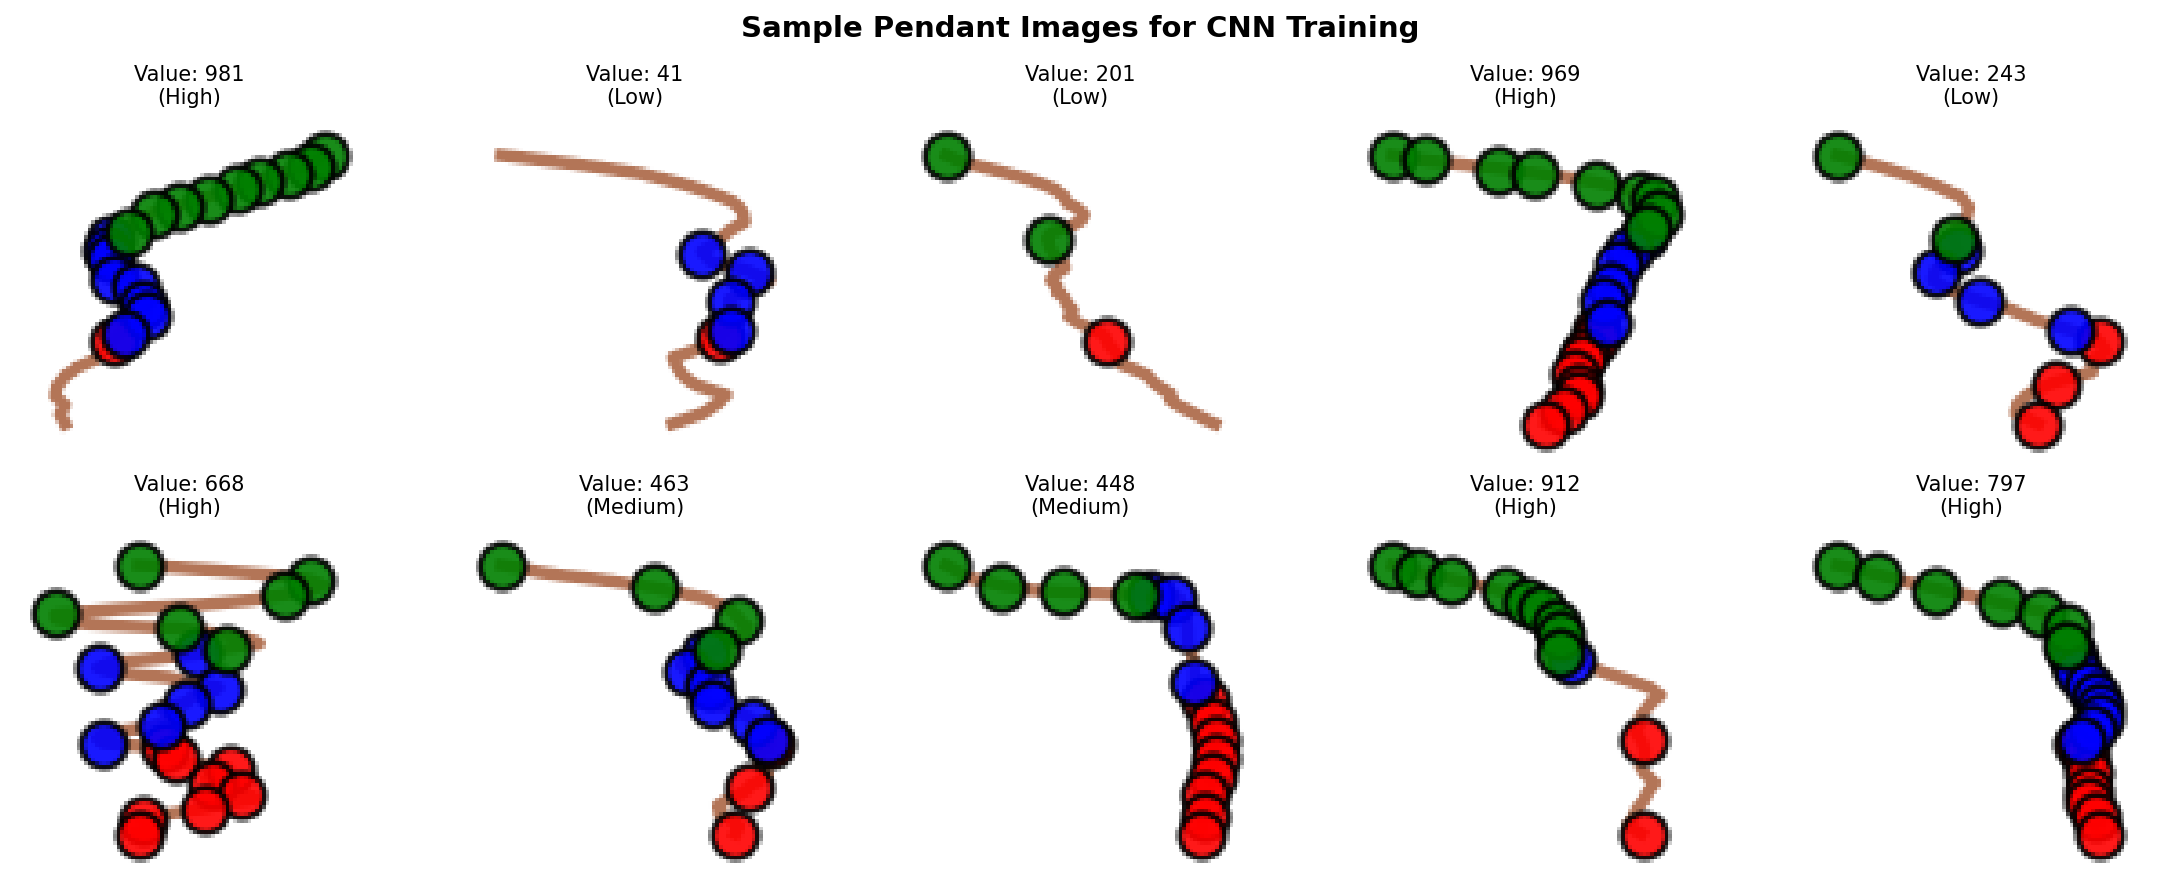 Sample Pendant Images for CNN Training
Value: 981
(High)
Value: 41
(Low)
Value: 201
(Low)
Value: 969
(High)
Value: 243
(Low)
Value: 668
(High)
Value: 463
(Medium)
Value: 448
(Medium)
Value: 912
(High)
Value: 797
(High)